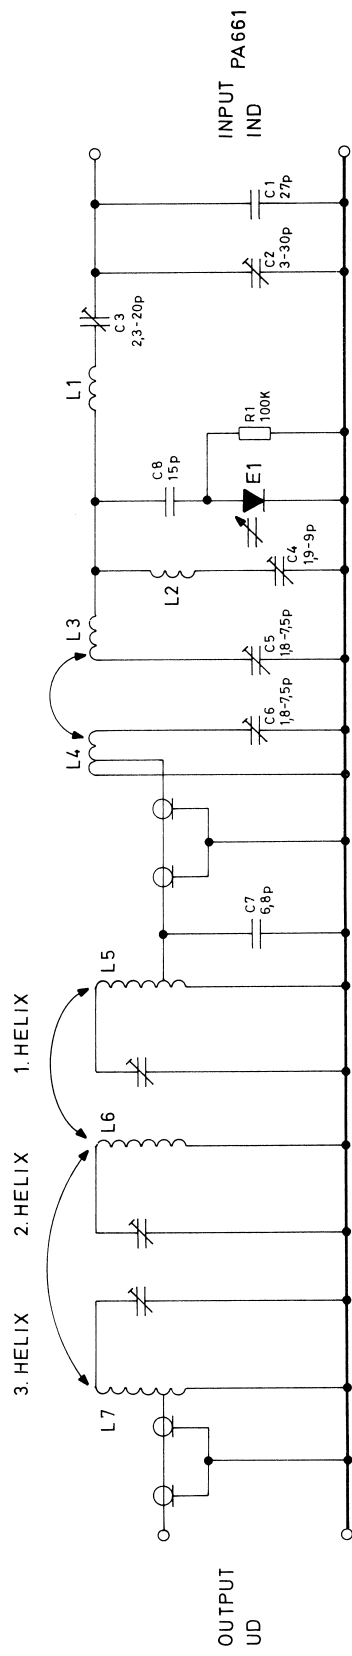 3. HELIX
2. HELIX
1. HELIX
OUTPUT
UD
L7
L6
L5
C7
6,8p
L4
C6
1,8-7,5p
L3
C5
1,8-7,5p
L2
C4
1,9-9p
C8
15p
E1
R1
100K
L1
C3
2,3-20p
C2
3-30p
C1
27p
INPUT PA661
IND